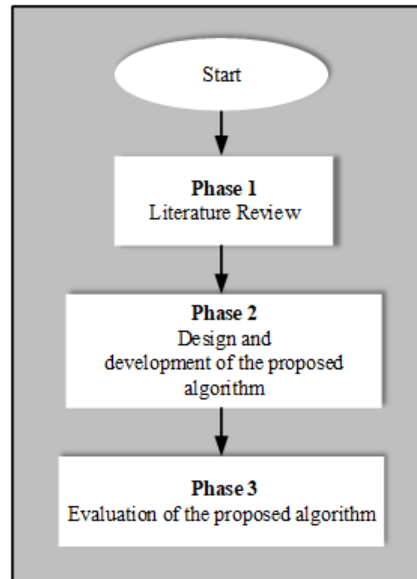 Start
Phase 1
Literature Review
Phase 2
Design and
development of the proposed
algorithm
Phase 3
Evaluation of the proposed algorithm